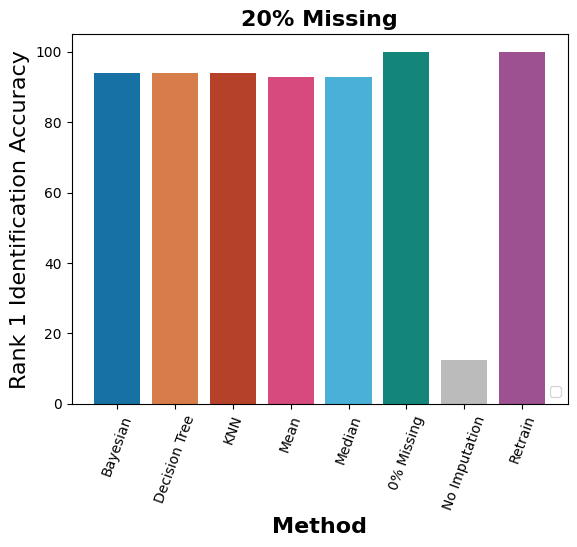 20% Missing
Rank 1 Identification Accuracy
100
80
60
40
20
0
Bayesian
Decision Tree
KNN
Mean
Median
0% Missing
No Imputation
Retrain
Method